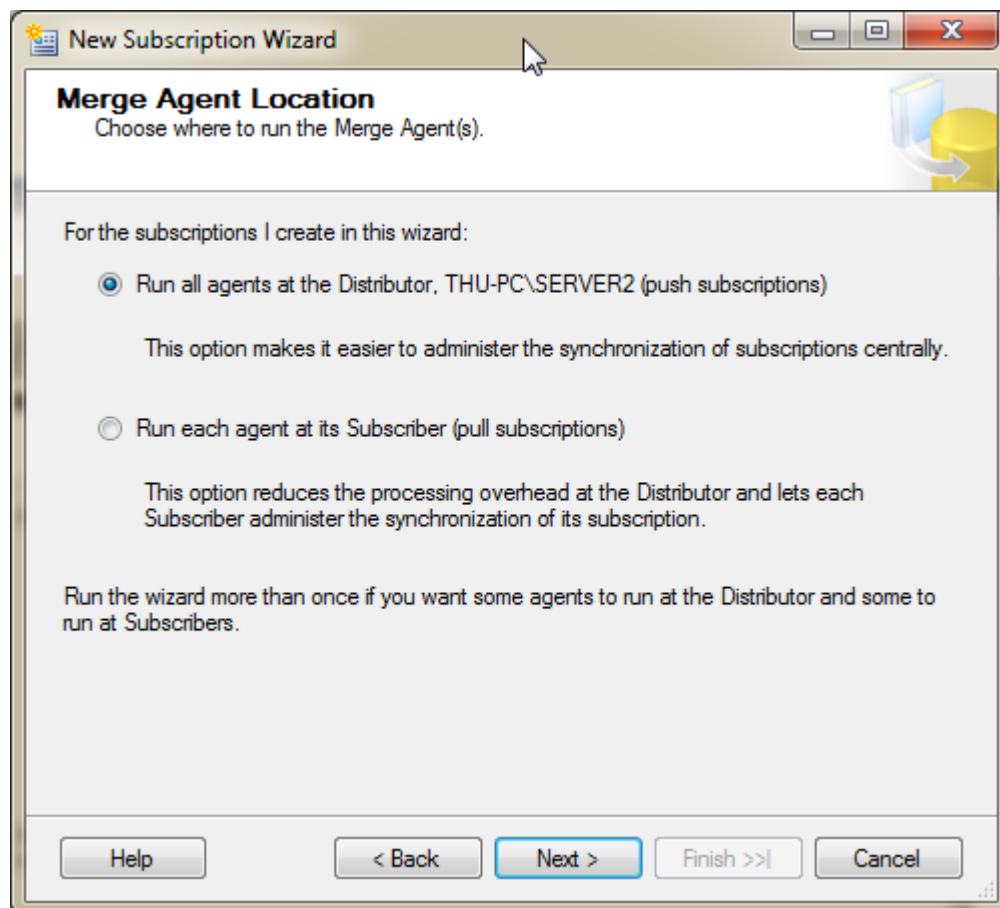 New Subscription Wizard
Merge Agent Location
Choose where to run the Merge Agent(s).
For the subscriptions I create in this wizard:
Run all agents at the Distributor, THU-PC\SERVER2 (push subscriptions)
This option makes it easier to administer the synchronization of subscriptions centrally.
Run each agent at its Subscriber (pull subscriptions)
This option reduces the processing overhead at the Distributor and lets each
Subscriber administer the synchronization of its subscription.
Run the wizard more than once if you want some agents to run at the Distributor and some to
run at Subscribers.
Help < Back Next > Finish >>| Cancel